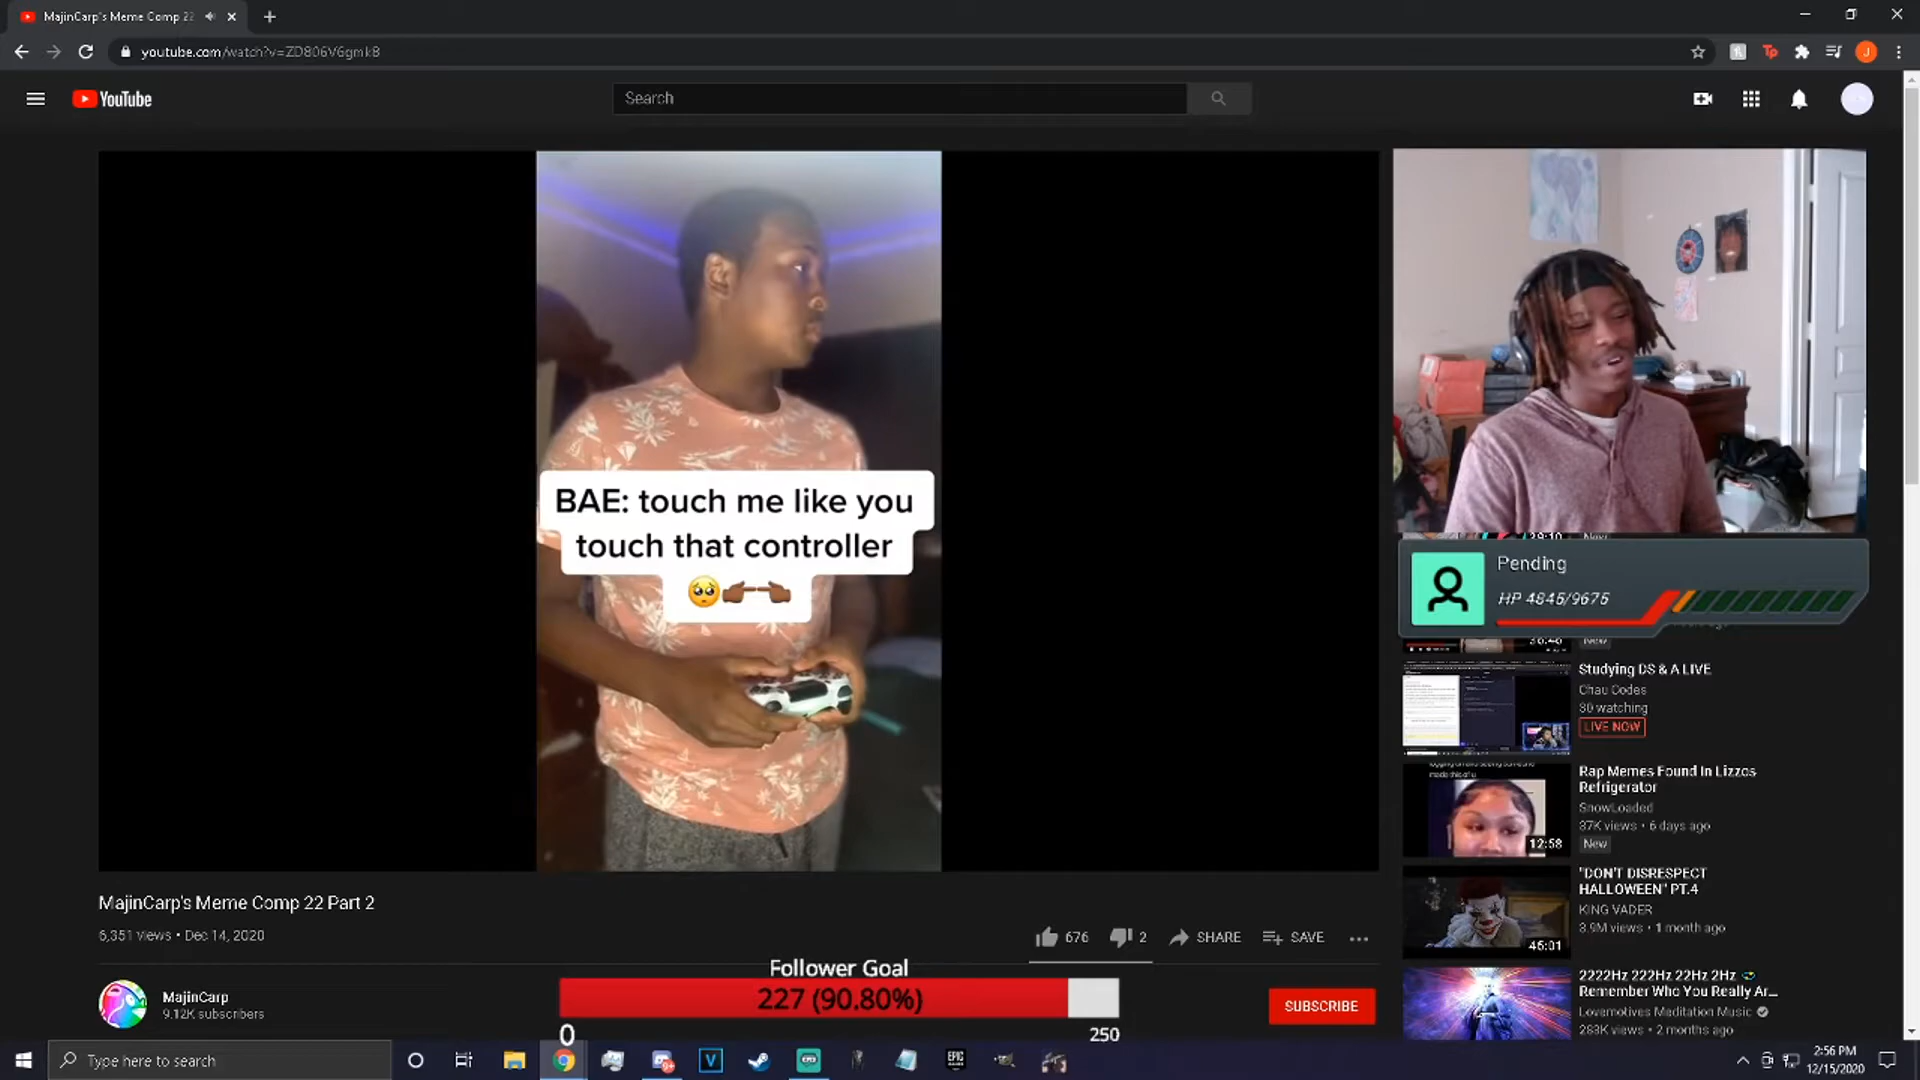 MajinCarp's Meme Comp 22
youtube.com/watch?v=ZD806V6gmk8
YouTube
Search
BAE: touch me like you
touch that controller
🥺👉🏾👈🏾
Pending
HP 4845/9675
New
Studying DS & A LIVE
Chau Codes
30 watching
LIVE NOW
Rap Memes Found In Lizzos
Refrigerator
SnowLoaded
37K views • 6 days ago
New
12:58
"DON'T DISRESPECT
HALLOWEEN" PT.4
KING VADER
3.9M views • 1 month ago
45:01
2222Hz 222Hz 22Hz 2Hz
Remember Who You Really Ar...
Lovemotives Meditation Music
283K views • 2 months ago
MajinCarp's Meme Comp 22 Part 2
6,351 views • Dec 14, 2020
676
2
SHARE
SAVE
MajinCarp
9.12K subscribers
Follower Goal
227 (90.80%)
0
250
SUBSCRIBE
Type here to search
EPIC
2:56 PM
12/15/2020